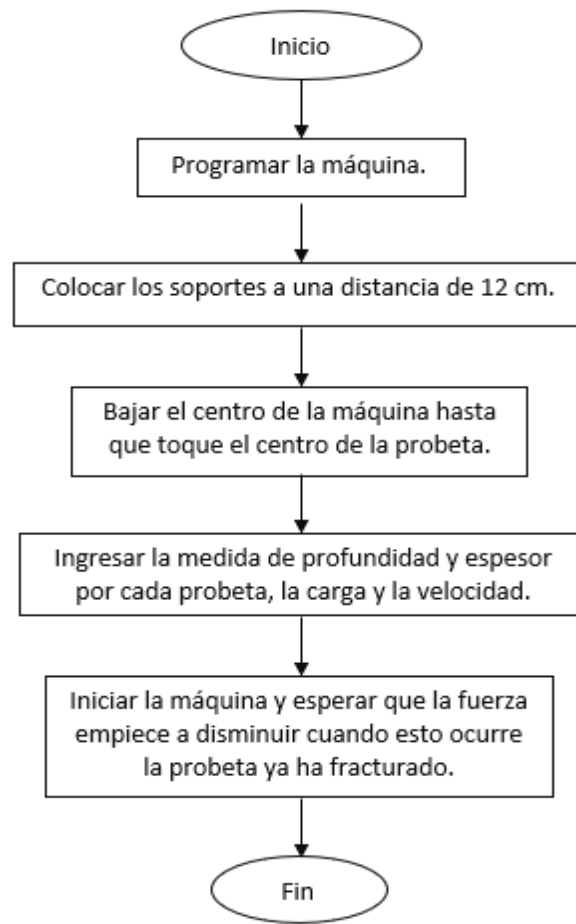 Inicio
Programar la máquina.
Colocar los soportes a una distancia de 12 cm.
Bajar el centro de la máquina hasta
que toque el centro de la probeta.
Ingresar la medida de profundidad y espesor
por cada probeta, la carga y la velocidad.
Iniciar la máquina y esperar que la fuerza
empiece a disminuir cuando esto ocurre
la probeta ya ha fracturado.
Fin